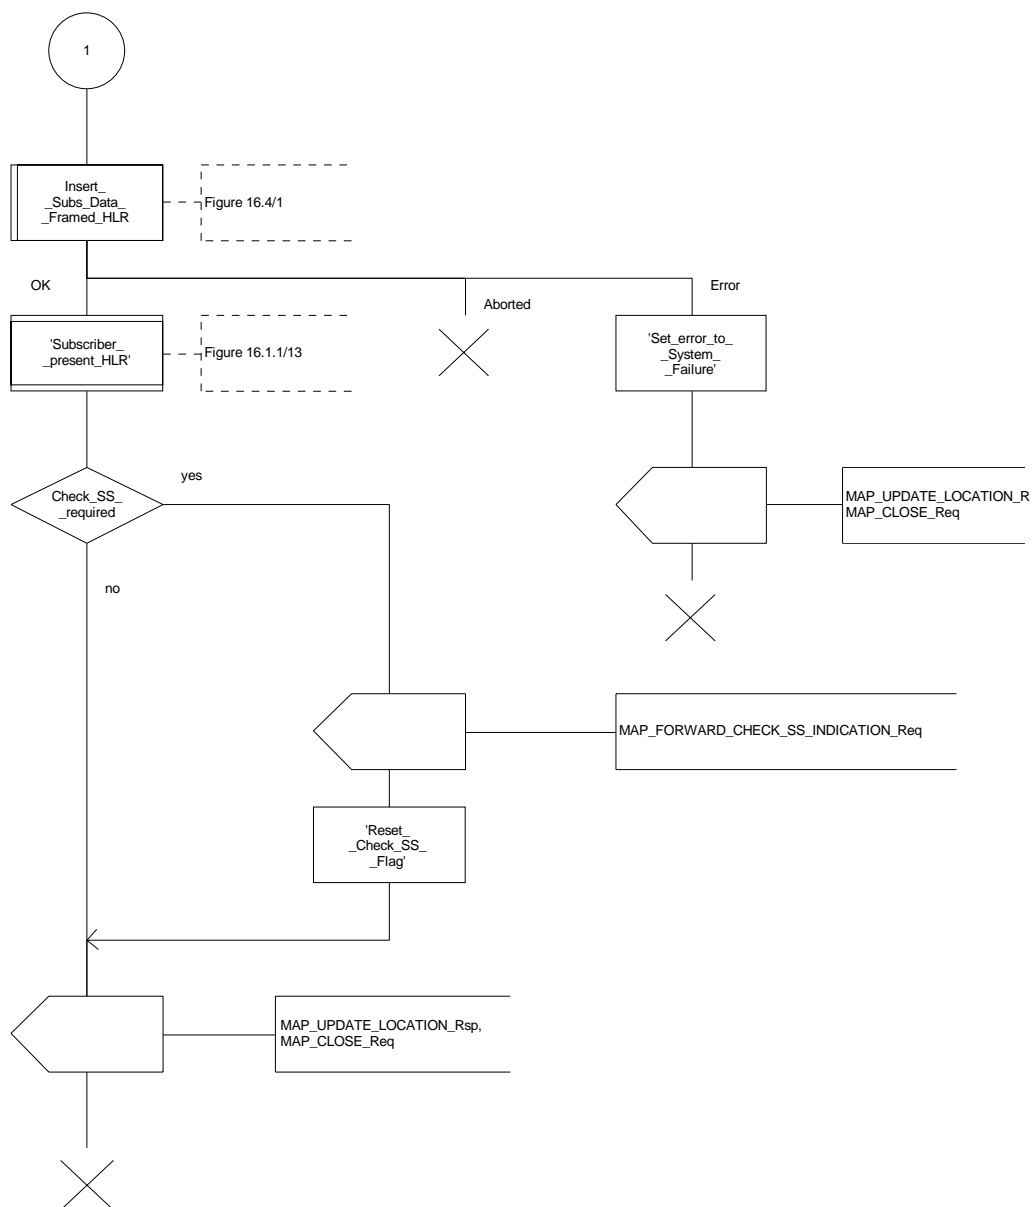 1
Insert_
_Subs_Data_
_Framed_HLR
Figure 16.4/1
OK
Aborted
Error
'Subscriber_
_present_HLR'
Figure 16.1.1/13
'Set_error_to_
_System_
_Failure'
Check_SS_
_required
yes
MAP_UPDATE_LOCATION_R
MAP_CLOSE_Req
no
MAP_FORWARD_CHECK_SS_INDICATION_Req
'Reset_
_Check_SS_
_Flag'
MAP_UPDATE_LOCATION_Rsp,
MAP_CLOSE_Req